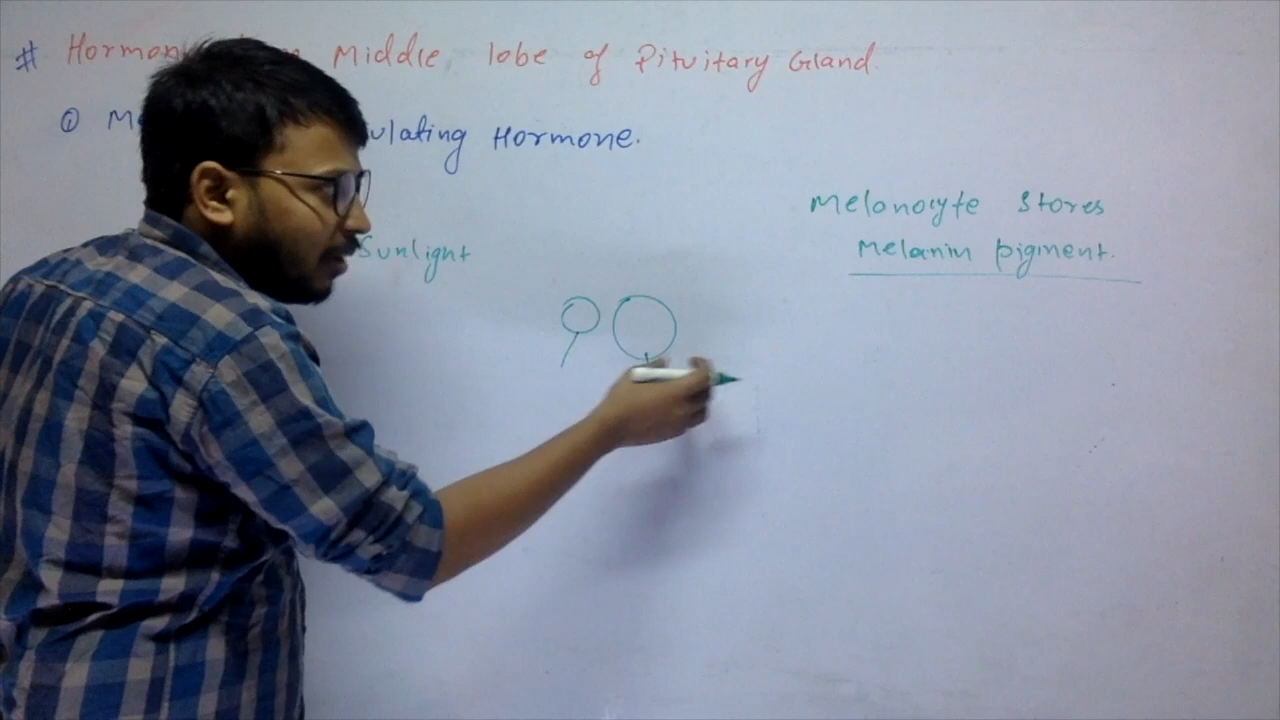 # Hormon Middle lobe of Pituitary Gland.
① ulating Hormone.
Melonocyte Stores
Sunlight
Melanin pigment.